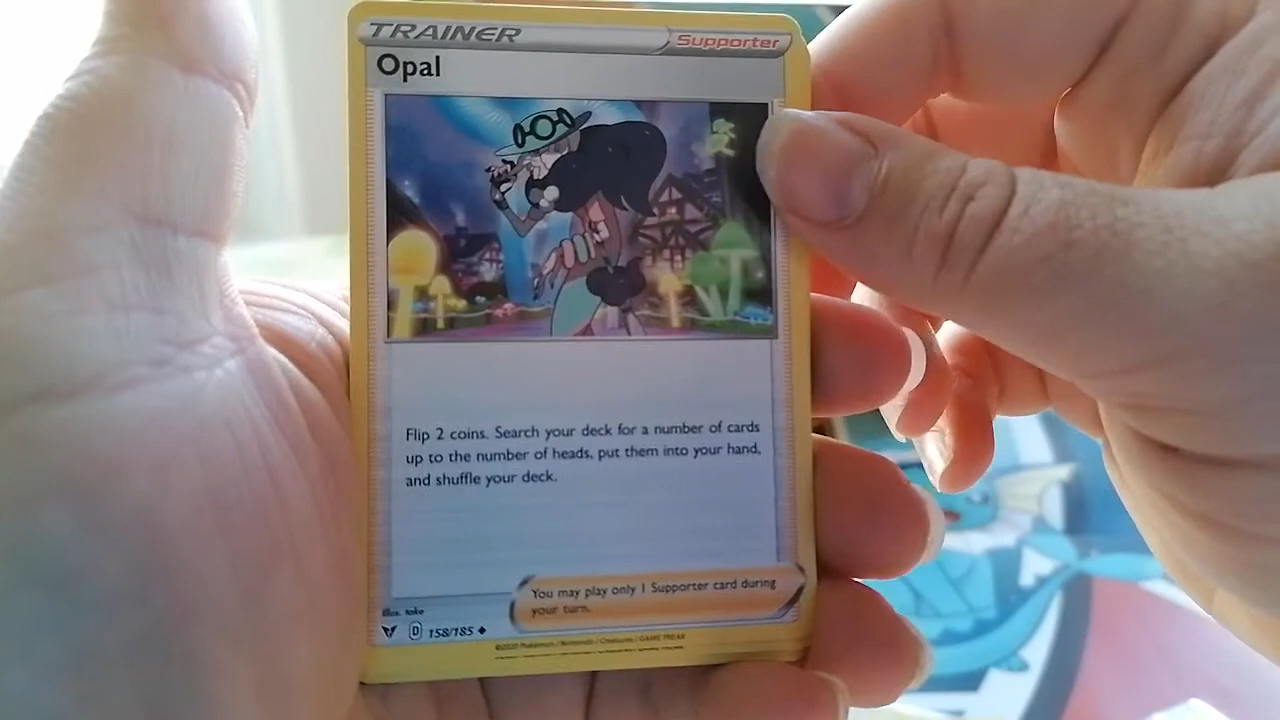 TRAINER
Supporter
Opal
Flip 2 coins. Search your deck for a number of cards
up to the number of heads, put them into your hand,
and shuffle your deck.
You may play only 1 Supporter card during
your turn.
Illus. toko
D 158/185
©2020 Pokémon / Nintendo / Creatures / GAME FREAK